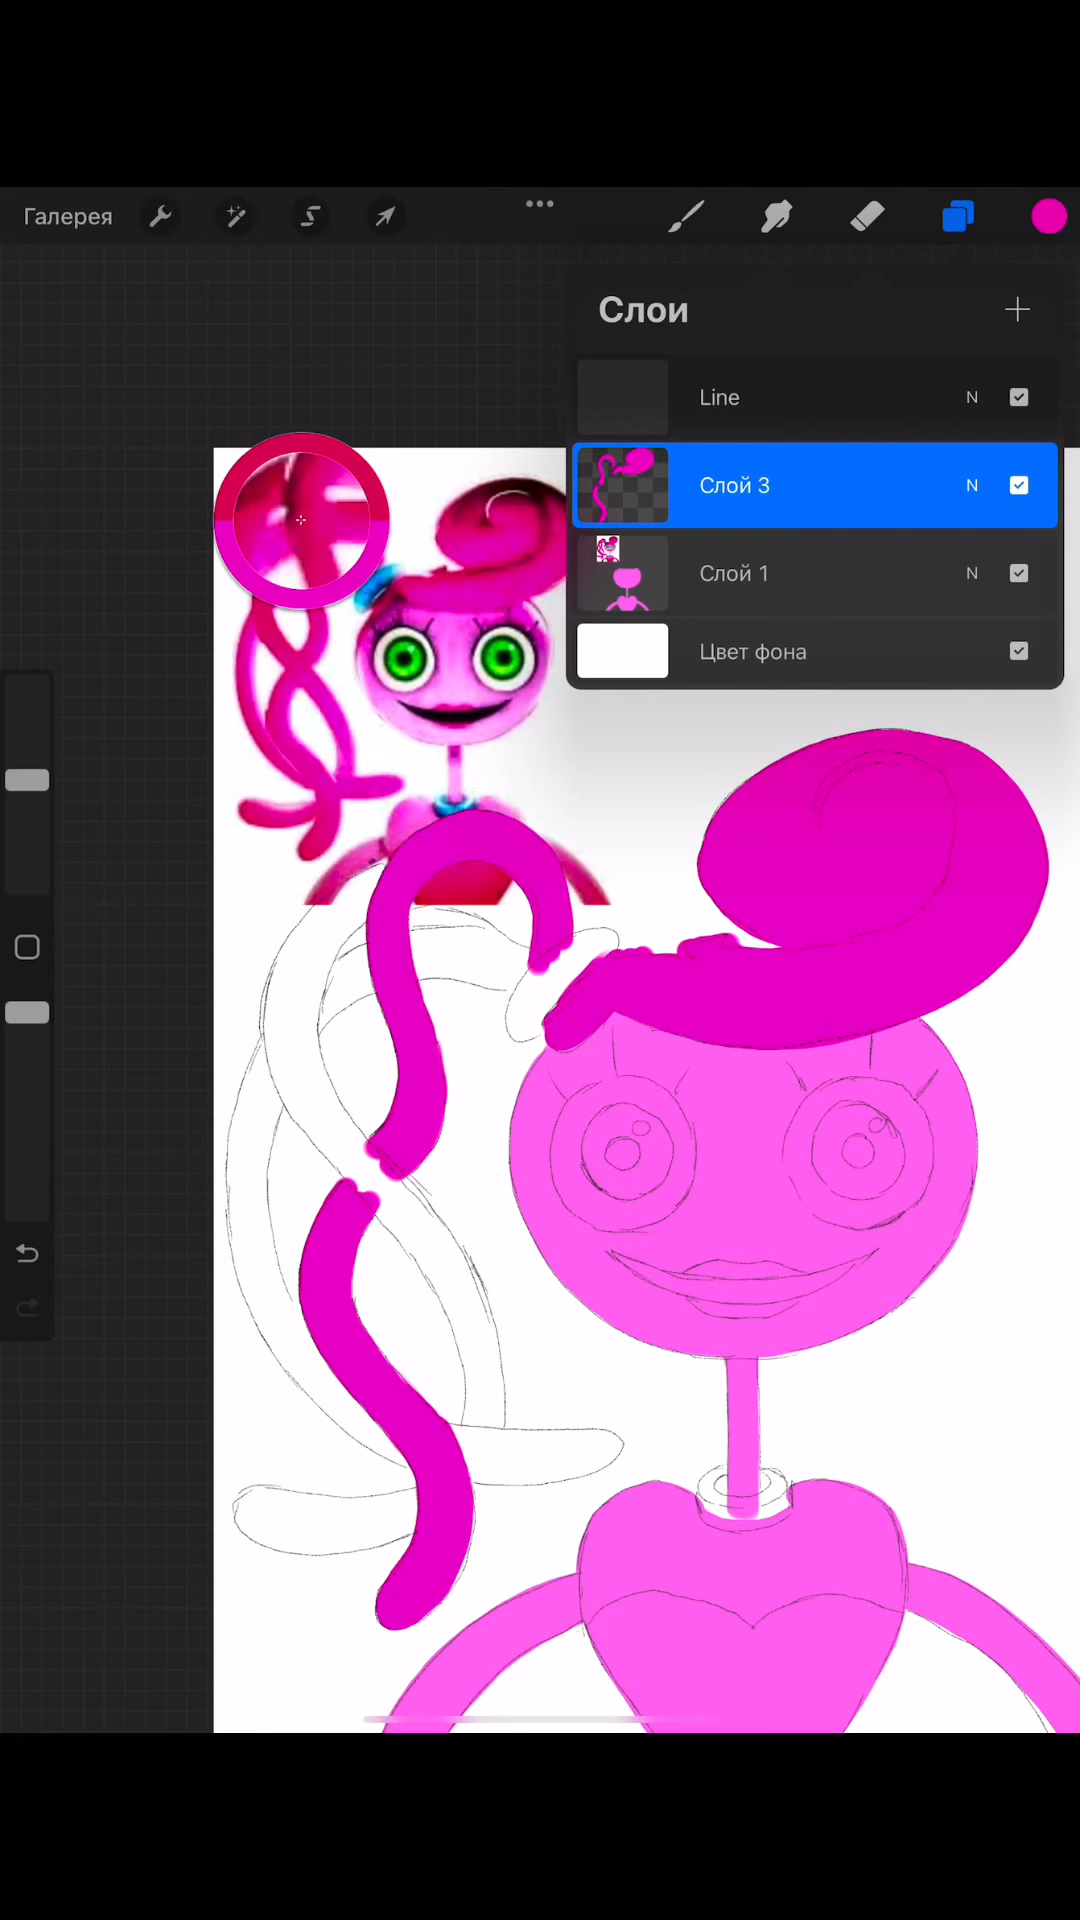 Галерея
Слои
Line N
Слой 3 N
Слой 1 N
Цвет фона